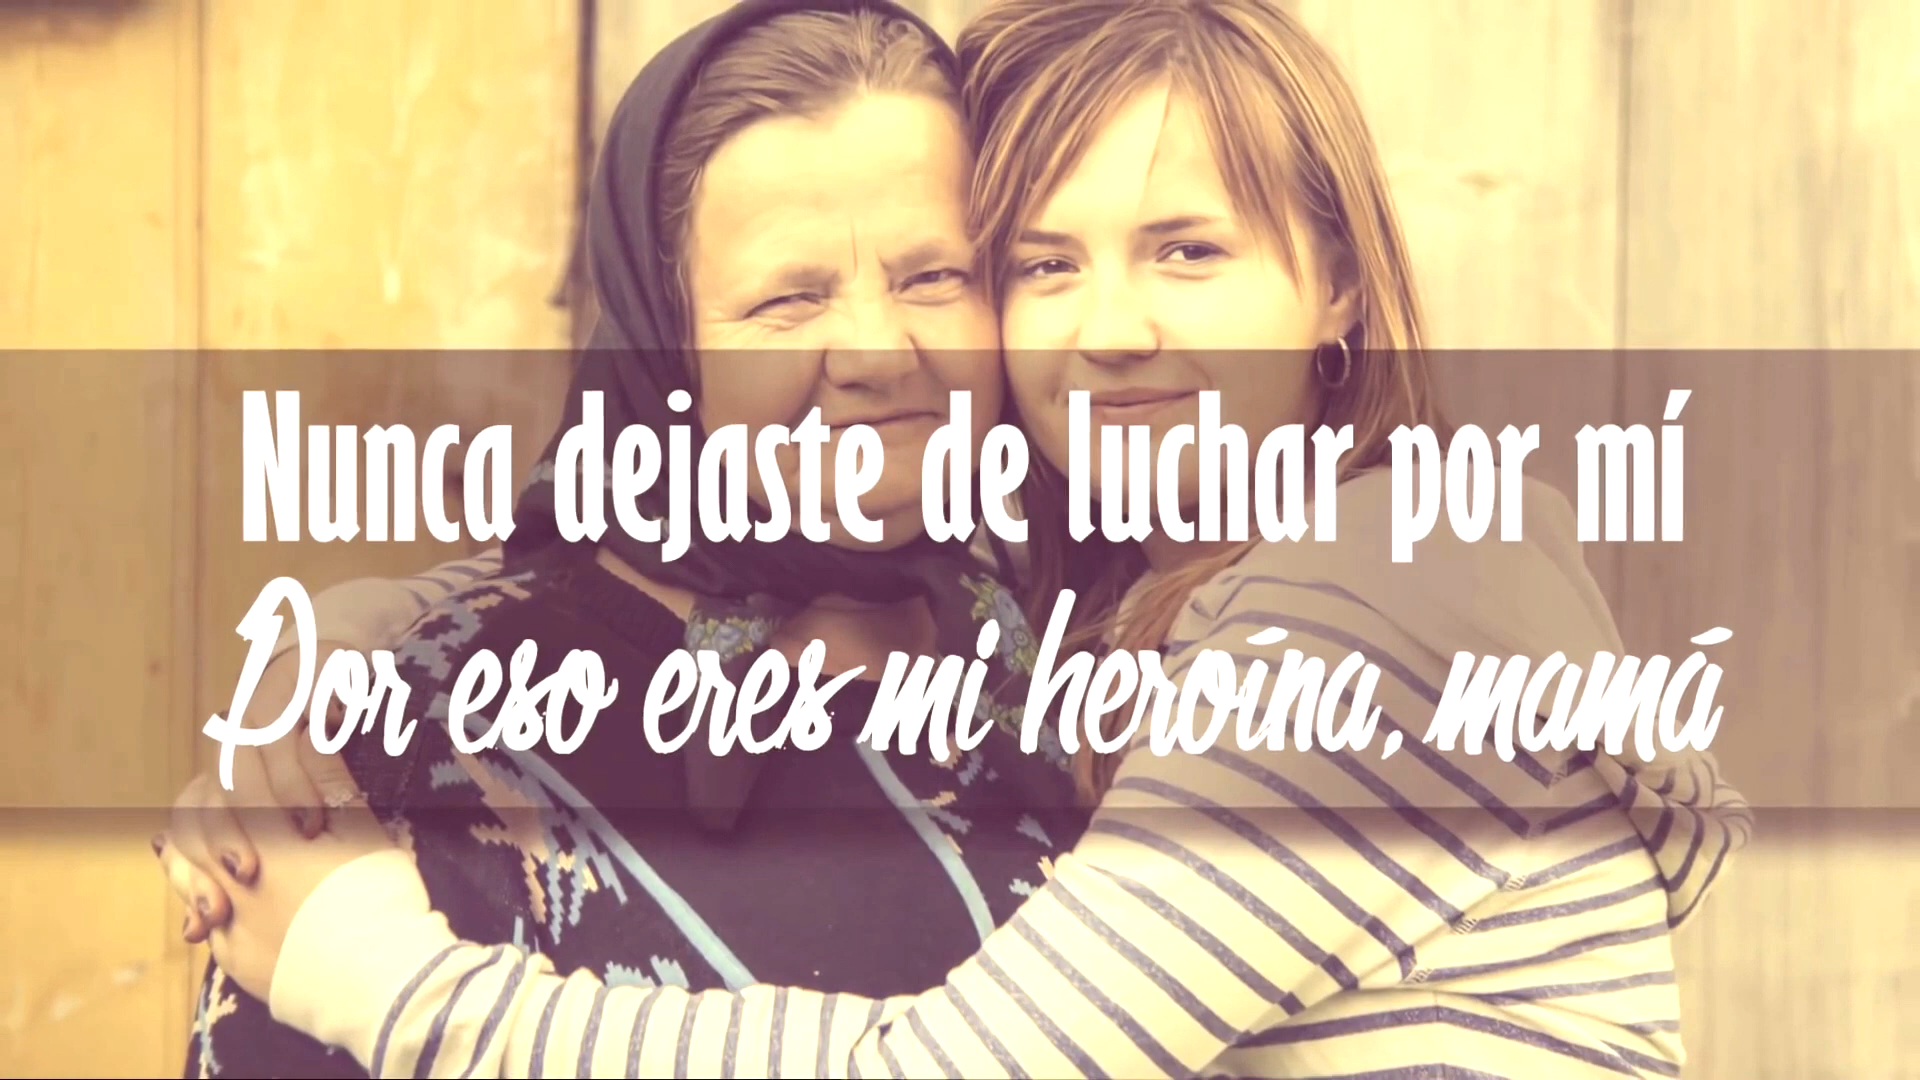 Nunca dejaste de luchar por mí
Por eso eres mi heroína, mamá